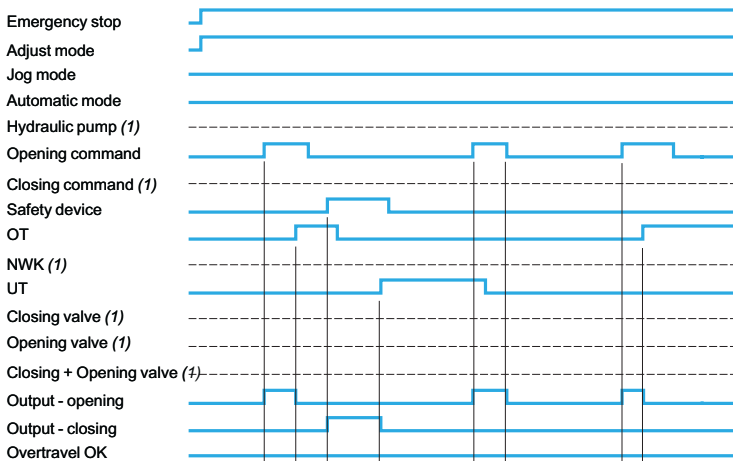 Emergency stop
Adjust mode
Jog mode
Automatic mode
Hydraulic pump (1)
Opening command
Closing command (1)
Safety device
OT
NWK (1)
UT
Closing valve (1)
Opening valve (1)
Closing + Opening valve (1)
Output - opening
Output - closing
Overtravel OK